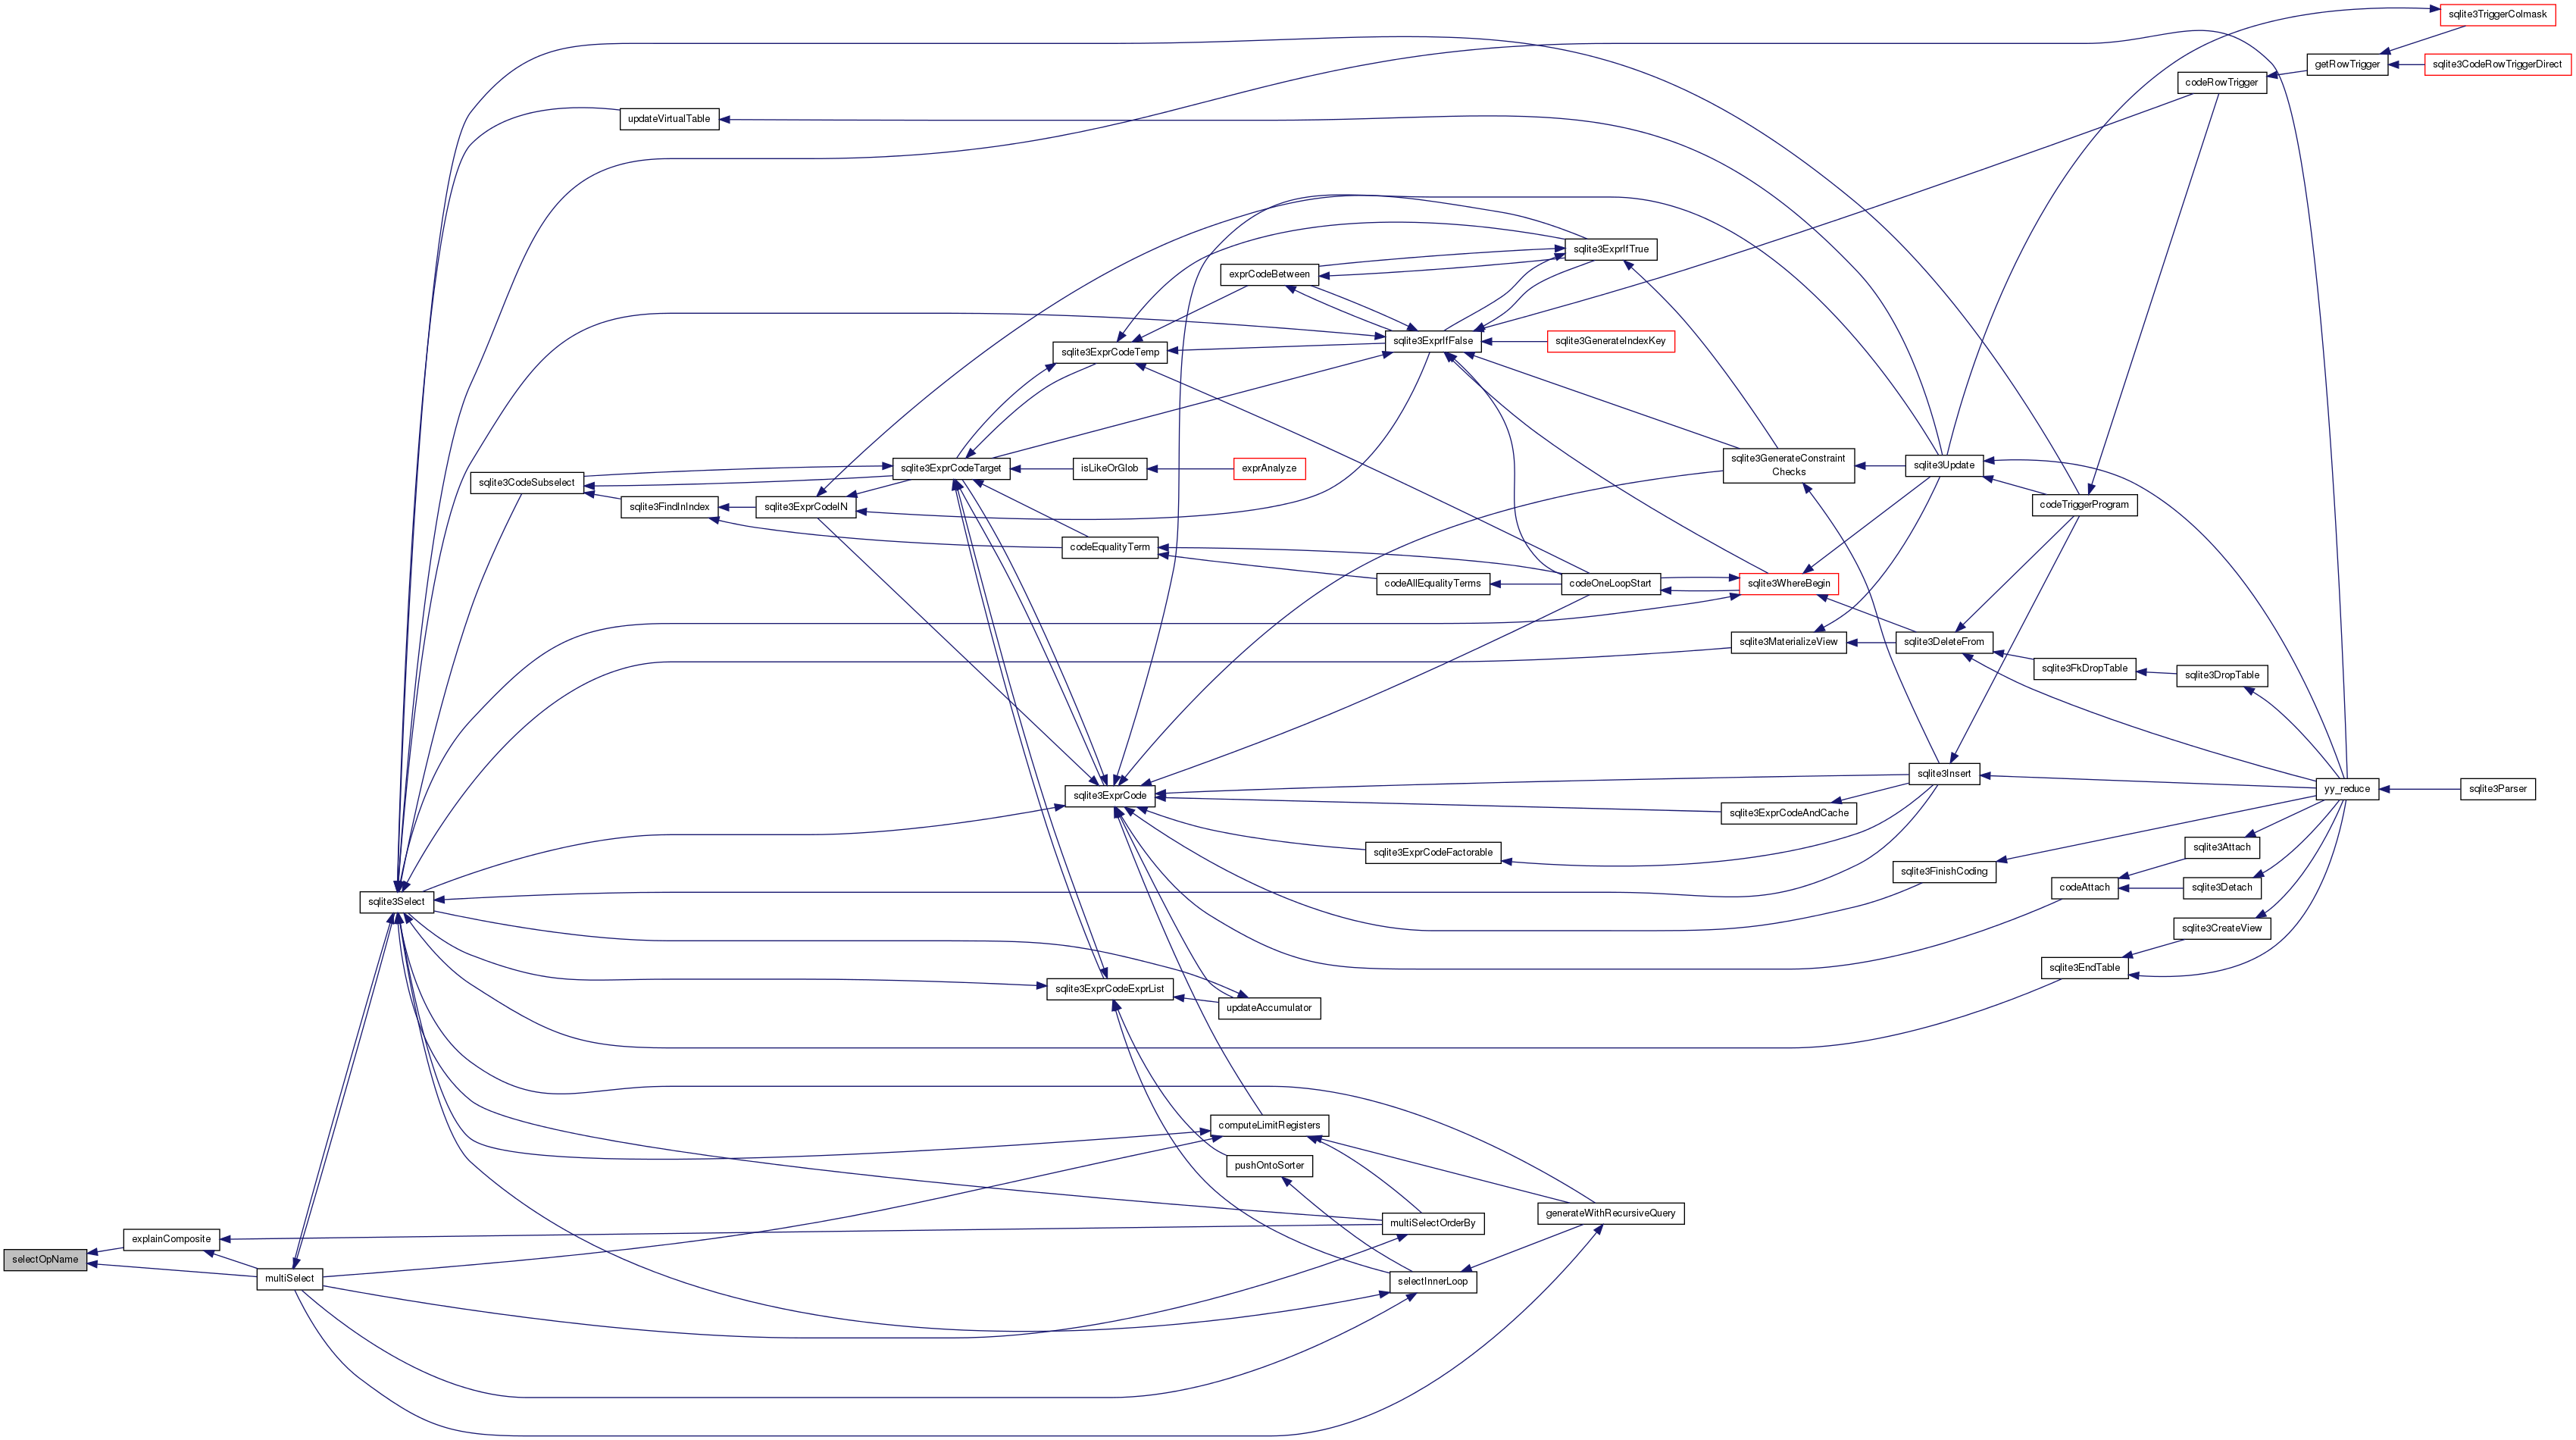 sqlite3TriggerColmask
getRowTrigger
sqlite3CodeRowTriggerDirect
codeRowTrigger
updateVirtualTable
sqlite3ExprIfTrue
exprCodeBetween
sqlite3ExprIfFalse
sqlite3GenerateIndexKey
sqlite3ExprCodeTemp
sqlite3GenerateConstraint
Checks
sqlite3Update
sqlite3ExprCodeTarget
isLikeOrGlob
exprAnalyze
sqlite3CodeSubselect
sqlite3FindInIndex
sqlite3ExprCodeIN
codeTriggerProgram
codeEqualityTerm
codeAllEqualityTerms
codeOneLoopStart
sqlite3WhereBegin
sqlite3MaterializeView
sqlite3DeleteFrom
sqlite3FkDropTable
sqlite3DropTable
sqlite3Insert
sqlite3ExprCode
yy_reduce
sqlite3Parser
sqlite3ExprCodeAndCache
sqlite3ExprCodeFactorable
sqlite3Attach
sqlite3FinishCoding
codeAttach
sqlite3Detach
sqlite3Select
sqlite3CreateView
sqlite3EndTable
sqlite3ExprCodeExprList
updateAccumulator
computeLimitRegisters
pushOntoSorter
generateWithRecursiveQuery
multiSelectOrderBy
explainComposite
selectOpName
multiSelect
selectInnerLoop